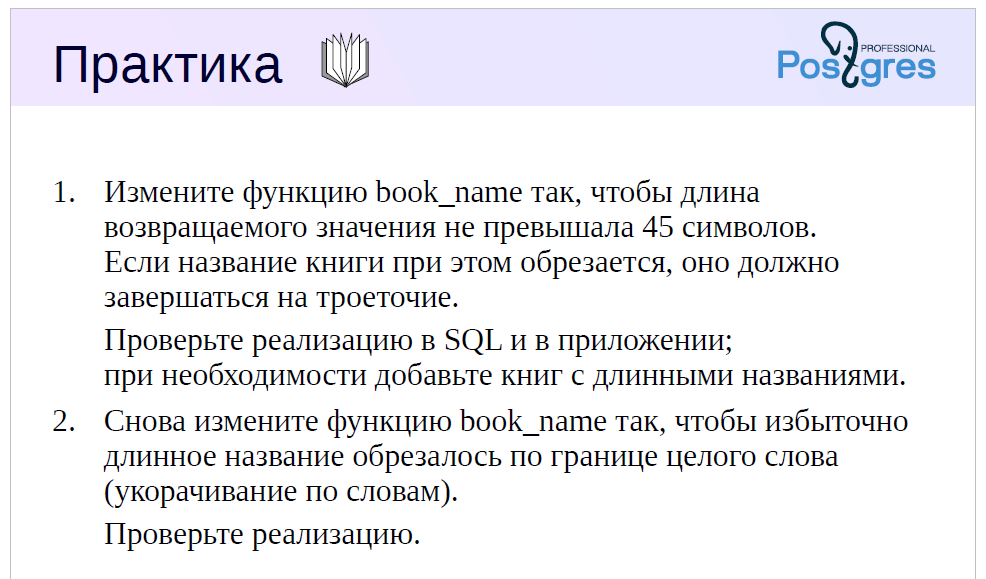 Практика
PROFESSIONAL
Postgres
1. Измените функцию book_name так, чтобы длина
возвращаемого значения не превышала 45 символов.
Если название книги при этом обрезается, оно должно
завершаться на троеточие.
Проверьте реализацию в SQL и в приложении;
при необходимости добавьте книг с длинными названиями.
2. Снова измените функцию book_name так, чтобы избыточно
длинное название обрезалось по границе целого слова
(укорачивание по словам).
Проверьте реализацию.